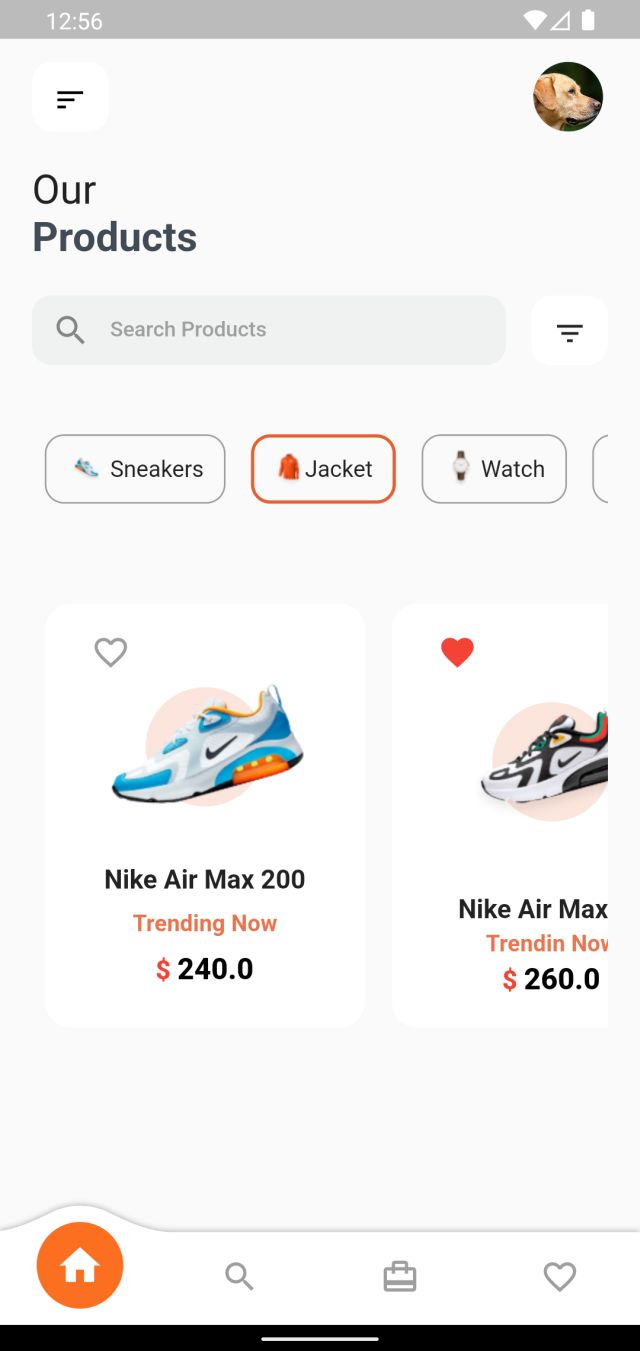 12:56
Our
Products
Search Products
Sneakers
Jacket
Watch
Nike Air Max 200
Trending Now
$ 240.0
Nike Air Max
Trendin Now
$ 260.0